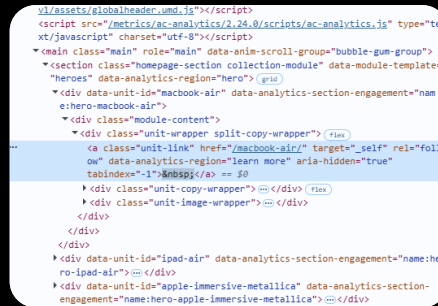 v1/assets/globalheader.umd.js"></script>
<script src="/metrics/ac-analytics/2.24.0/scripts/ac-analytics.js" type="te
xt/javascript" charset="utf-8"></script>
▼<main class="main" role="main" data-anim-scroll-group="bubble-gum-group">
▼<section class="homepage-section collection-module" data-module-template=
"heroes" data-analytics-region="hero"> grid
▼<div data-unit-id="macbook-air" data-analytics-section-engagement="nam
e:hero-macbook-air">
▼<div class="module-content">
▼<div class="unit-wrapper split-copy-wrapper"> flex
… <a class="unit-link" href="/macbook-air/" target="_self" rel="foll
ow" data-analytics-region="learn more" aria-hidden="true"
tabindex="-1">&nbsp;</a> == $0
▶<div class="unit-copy-wrapper">…</div> flex
▶<div class="unit-image-wrapper">…</div>
</div>
</div>
</div>
▶<div data-unit-id="ipad-air" data-analytics-section-engagement="name:he
ro-ipad-air">…</div>
▶<div data-unit-id="apple-immersive-metallica" data-analytics-section-
engagement="name:hero-apple-immersive-metallica">…</div>